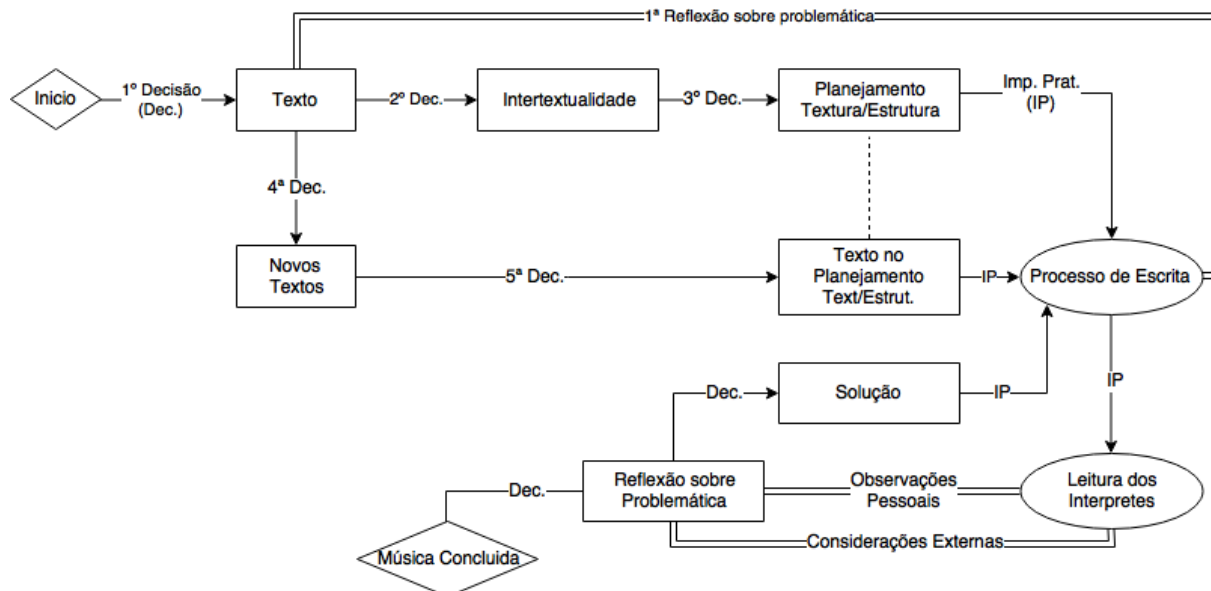 1ª Reflexão sobre problemática
Inicio
1º Decisão
(Dec.)
Texto
2º Dec.
Intertextualidade
3º Dec.
Planejamento
Textura/Estrutura
Imp. Prat.
(IP)
4ª Dec.
Novos
Textos
5ª Dec.
Texto no
Planejamento
Text/Estrut.
IP
Processo de Escrita
Dec.
Solução
IP
IP
Dec.
Reflexão sobre
Problemática
Observações
Pessoais
Leitura dos
Interpretes
Música Concluida
Considerações Externas